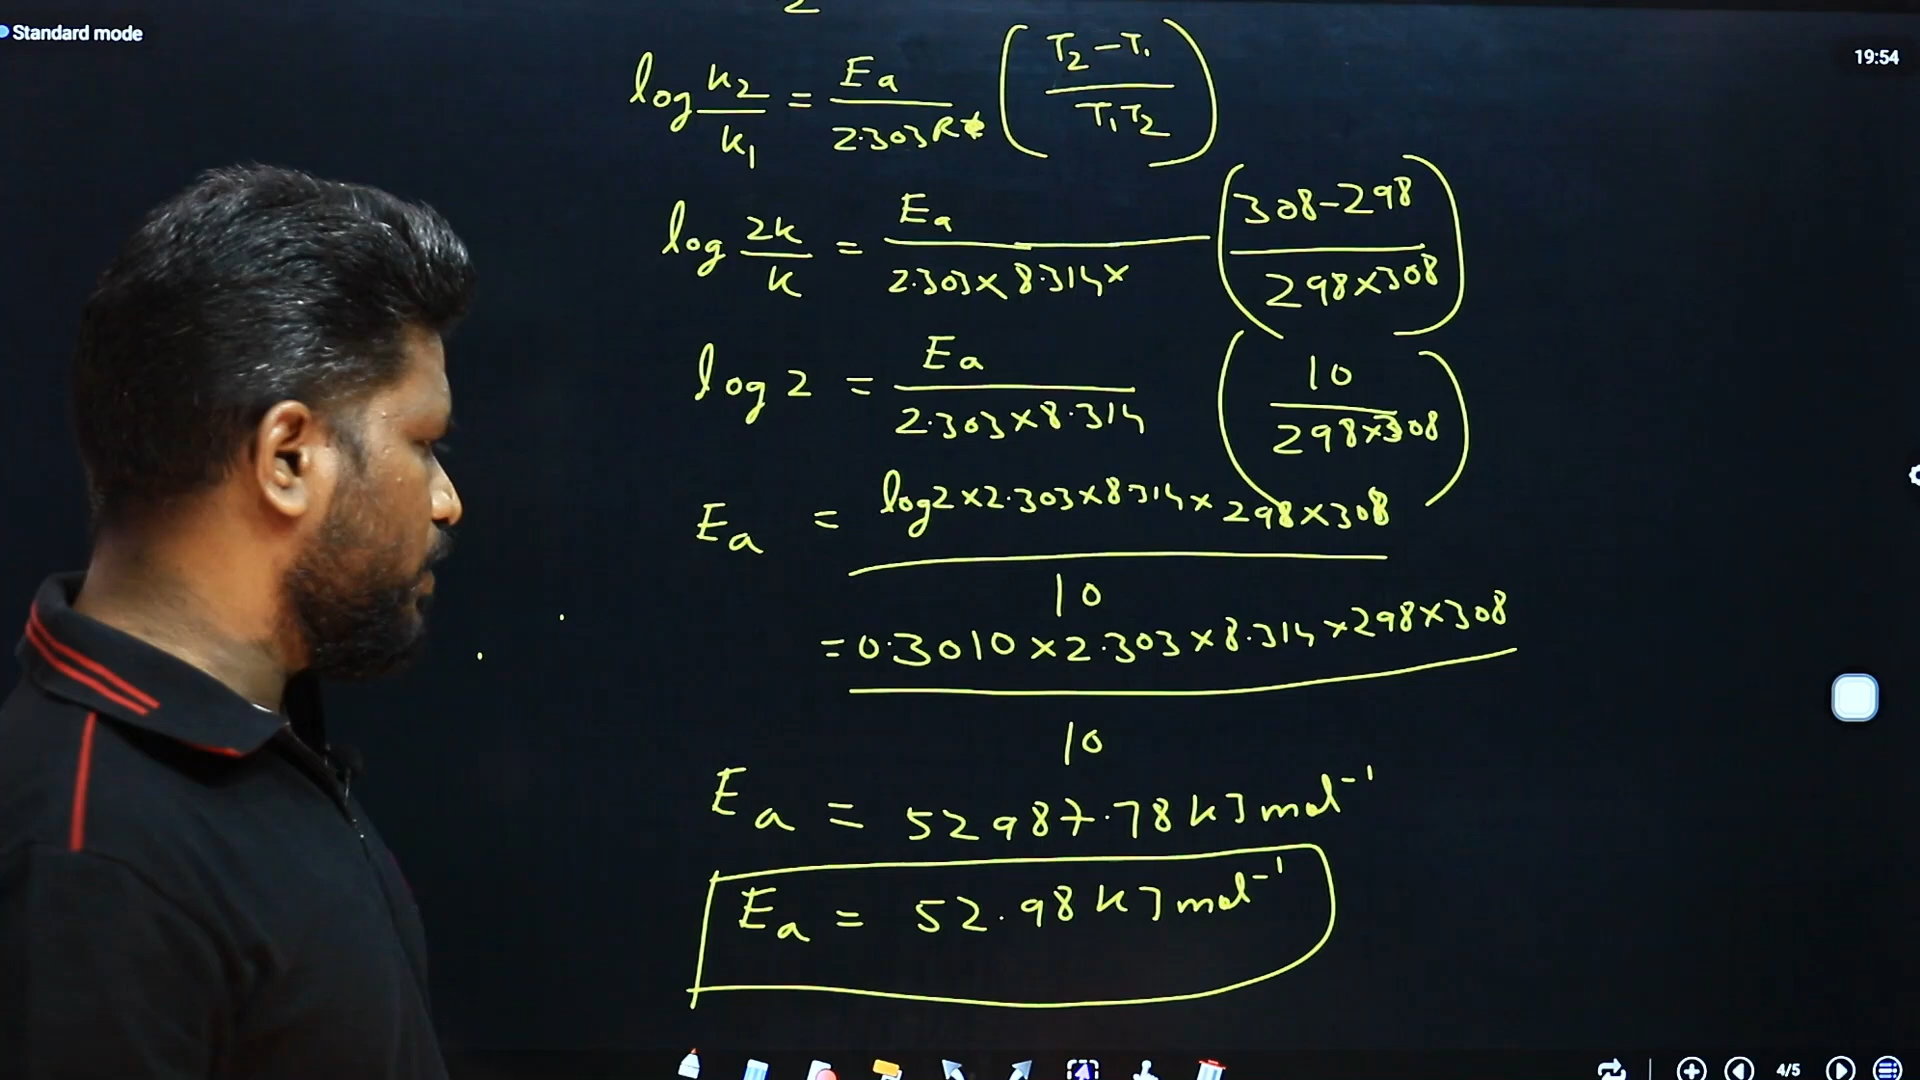 Standard mode
19:54
log k2/k1 = Ea/2.303R (T2-T1/T1T2)
log 2k/k = Ea/2.303×8.314× (308-298/298×308)
log 2 = Ea/2.303×8.314 (10/298×308)
Ea = log2×2.303×8.314×298×308/10
= 0.3010×2.303×8.314×298×308/10
Ea = 52987.78 kJ mol⁻¹
Ea = 52.98 kJ mol⁻¹
4/5